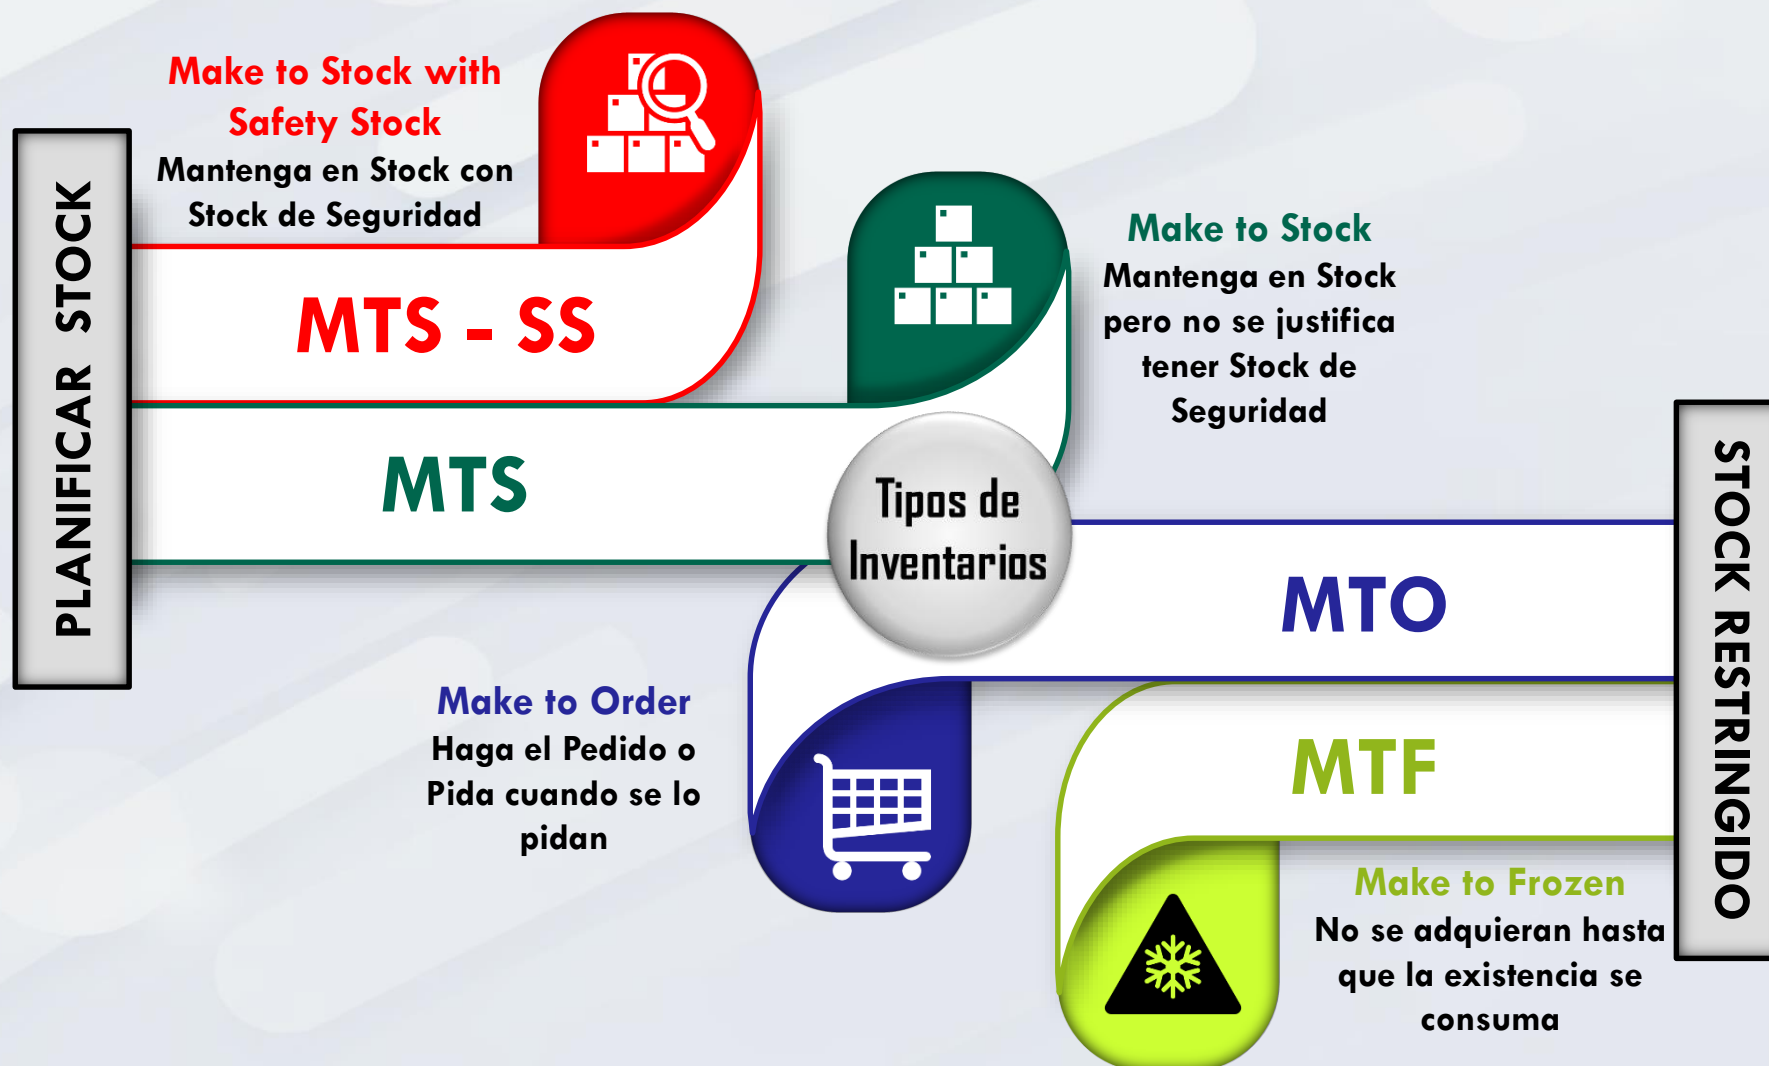 PLANIFICAR STOCK
Make to Stock with
Safety Stock
Mantenga en Stock con
Stock de Seguridad
MTS - SS
Make to Stock
Mantenga en Stock
pero no se justifica
tener Stock de
Seguridad
MTS
Tipos de
Inventarios
MTO
Make to Order
Haga el Pedido o
Pida cuando se lo
pidan
MTF
Make to Frozen
No se adquieran hasta
que la existencia se
consuma
STOCK RESTRINGIDO